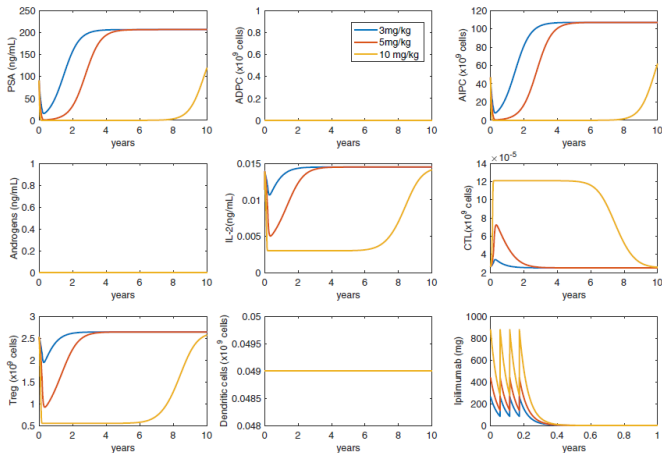 PSA (ng/mL)
250
200
150
100
50
0
0 2 4 6 8 10
years
ADPC (x10⁹ cells)
1
0.8
0.6
0.4
0.2
0
0 2 4 6 8 10
years
3mg/kg
5mg/kg
10 mg/kg
AIPC (x10⁹ cells)
120
100
80
60
40
20
0
0 2 4 6 8 10
years
Androgens (ng/mL)
1
0.8
0.6
0.4
0.2
0
0 2 4 6 8 10
years
IL-2(ng/mL)
0.015
0.01
0.005
0
0 2 4 6 8 10
years
CTL(x10⁹ cells)
× 10⁻⁵
14
12
10
8
6
4
2
0 2 4 6 8 10
years
Treg (x10⁹ cells)
3
2.5
2
1.5
1
0.5
0 2 4 6 8 10
years
Dendritic cells (x10⁹ cells)
0.05
0.0495
0.049
0.0485
0.048
0 2 4 6 8 10
years
Ipilimumab (mg)
1000
800
600
400
200
0
0 0.2 0.4 0.6 0.8 1
years